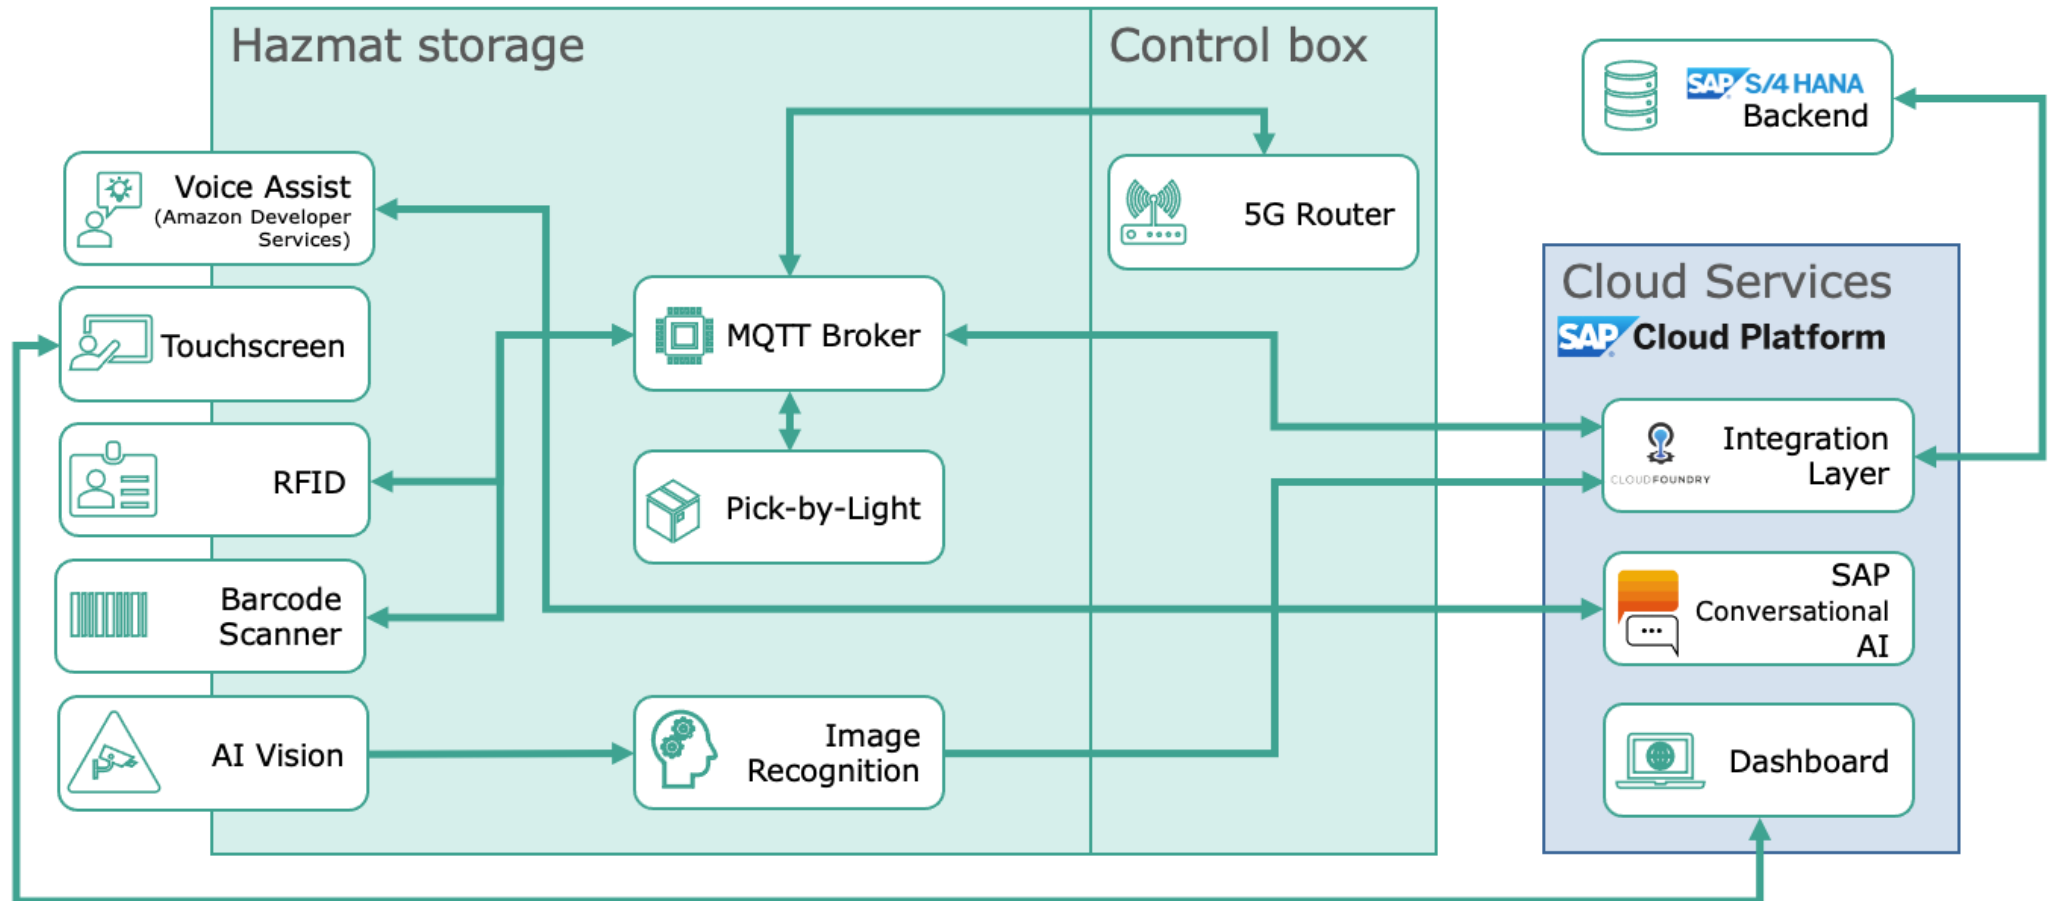 Hazmat storage
Control box
SAP S/4HANA
Backend
Voice Assist
(Amazon Developer
Services)
5G Router
Cloud Services
SAP Cloud Platform
Touchscreen
MQTT Broker
Integration
Layer
CLOUDFOUNDRY
RFID
Pick-by-Light
SAP
Conversational
AI
Barcode
Scanner
AI Vision
Image
Recognition
Dashboard